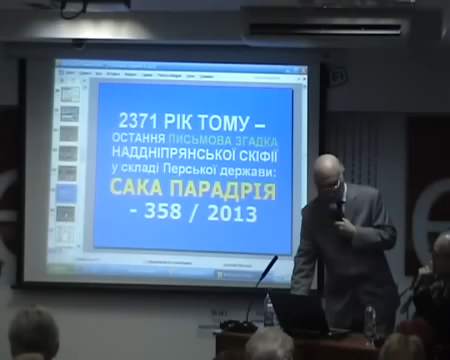 2371 РІК ТОМУ –
ОСТАННЯ ПИСЬМОВА ЗГАДКА
НАДДНІПРЯНСЬКОЇ СКІФІЇ
у складі Перської держави:
САКА ПАРАДРІЯ
- 358 / 2013